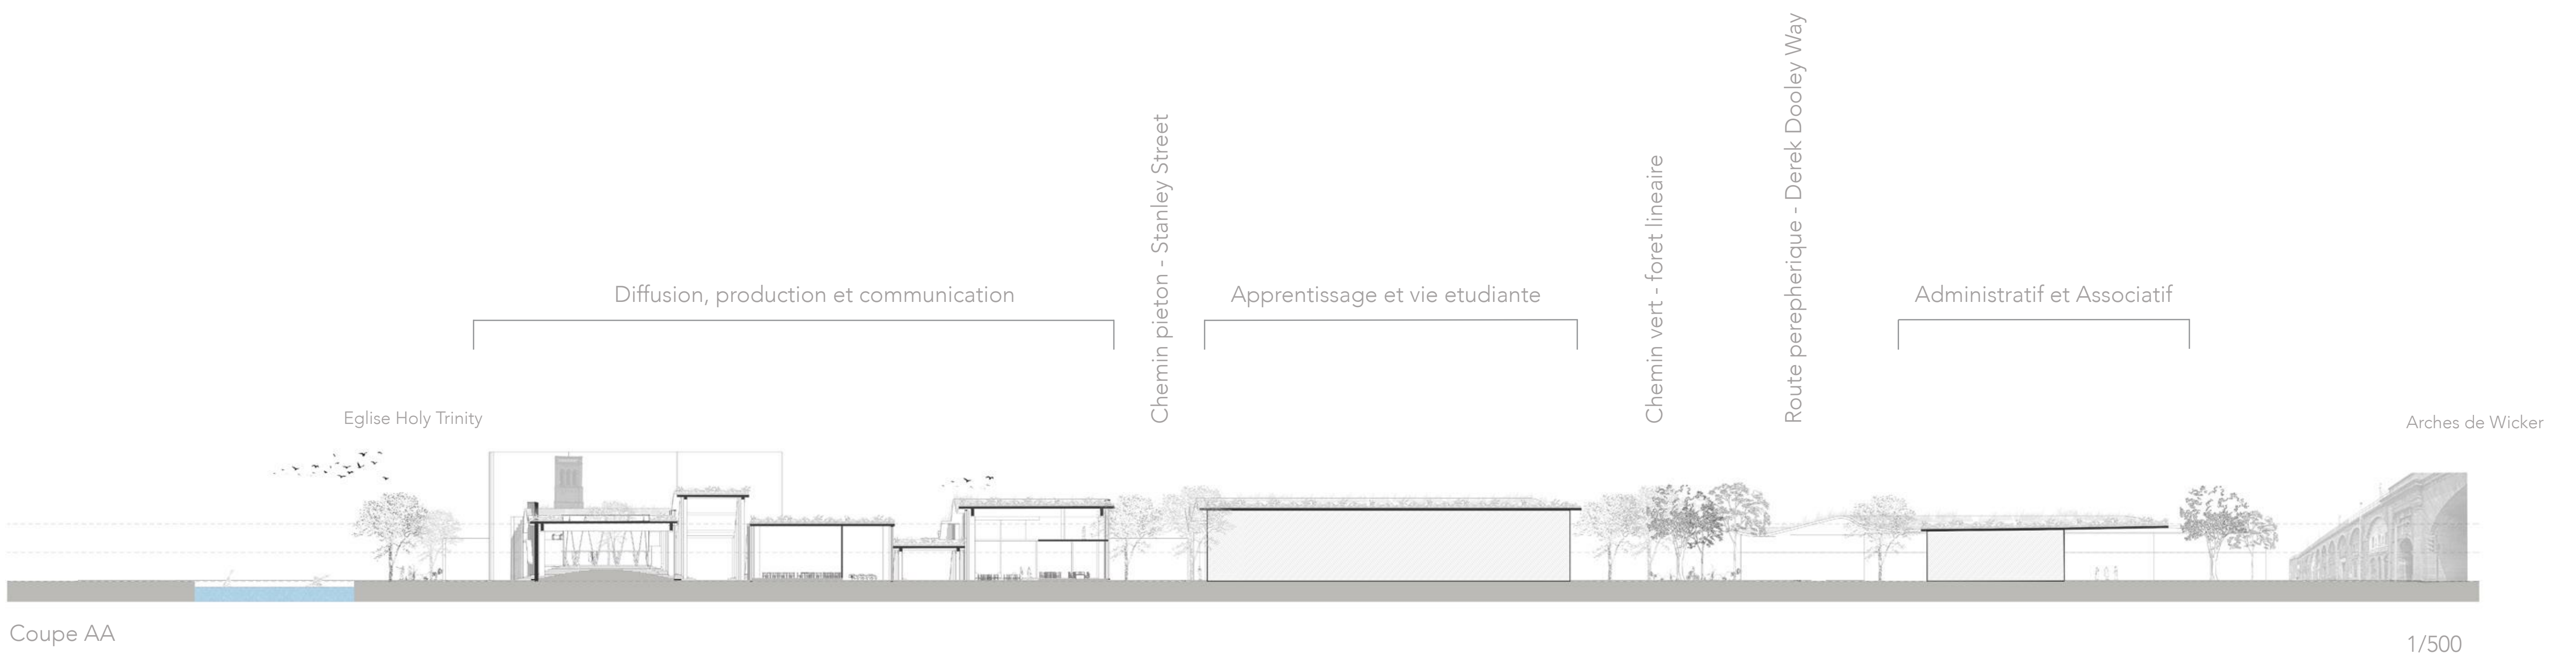 Chemin pieton - Stanley Street
Chemin vert - foret lineaire
Route perepherique - Derek Dooley Way
Diffusion, production et communication
Apprentissage et vie etudiante
Administratif et Associatif
Eglise Holy Trinity
Arches de Wicker
Coupe AA
1/500